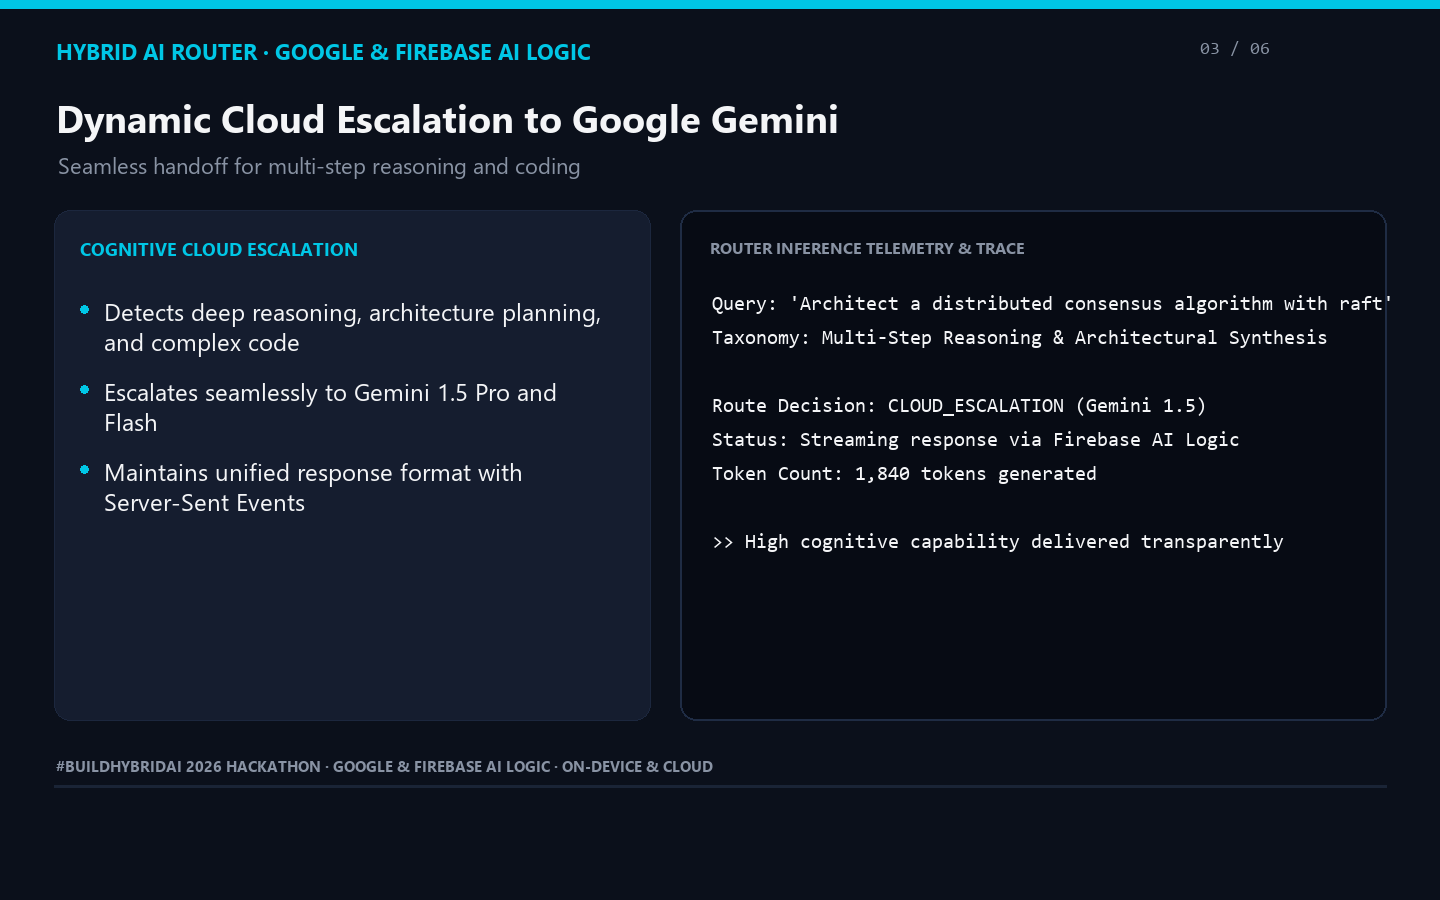 HYBRID AI ROUTER · GOOGLE & FIREBASE AI LOGIC
03 / 06
Dynamic Cloud Escalation to Google Gemini
Seamless handoff for multi-step reasoning and coding
COGNITIVE CLOUD ESCALATION
Detects deep reasoning, architecture planning,
and complex code
Escalates seamlessly to Gemini 1.5 Pro and
Flash
Maintains unified response format with
Server-Sent Events
ROUTER INFERENCE TELEMETRY & TRACE
Query: 'Architect a distributed consensus algorithm with raft'
Taxonomy: Multi-Step Reasoning & Architectural Synthesis
Route Decision: CLOUD_ESCALATION (Gemini 1.5)
Status: Streaming response via Firebase AI Logic
Token Count: 1,840 tokens generated
>> High cognitive capability delivered transparently
#BUILDHYBRIDAI 2026 HACKATHON · GOOGLE & FIREBASE AI LOGIC · ON-DEVICE & CLOUD